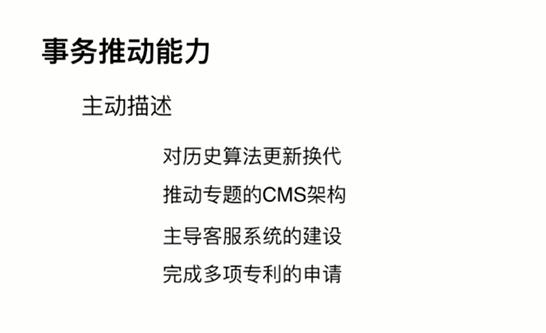 事务推动能力
主动描述
对历史算法更新换代
推动专题的CMS架构
主导客服系统的建设
完成多项专利的申请